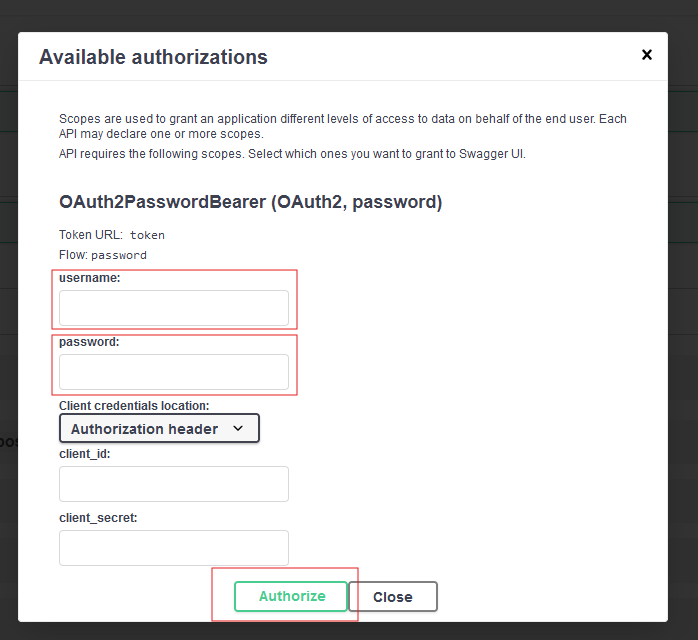 Available authorizations
Scopes are used to grant an application different levels of access to data on behalf of the end user. Each
API may declare one or more scopes.
API requires the following scopes. Select which ones you want to grant to Swagger UI.
OAuth2PasswordBearer (OAuth2, password)
Token URL: token
Flow: password
username:
password:
Client credentials location:
Authorization header
client_id:
client_secret:
Authorize
Close